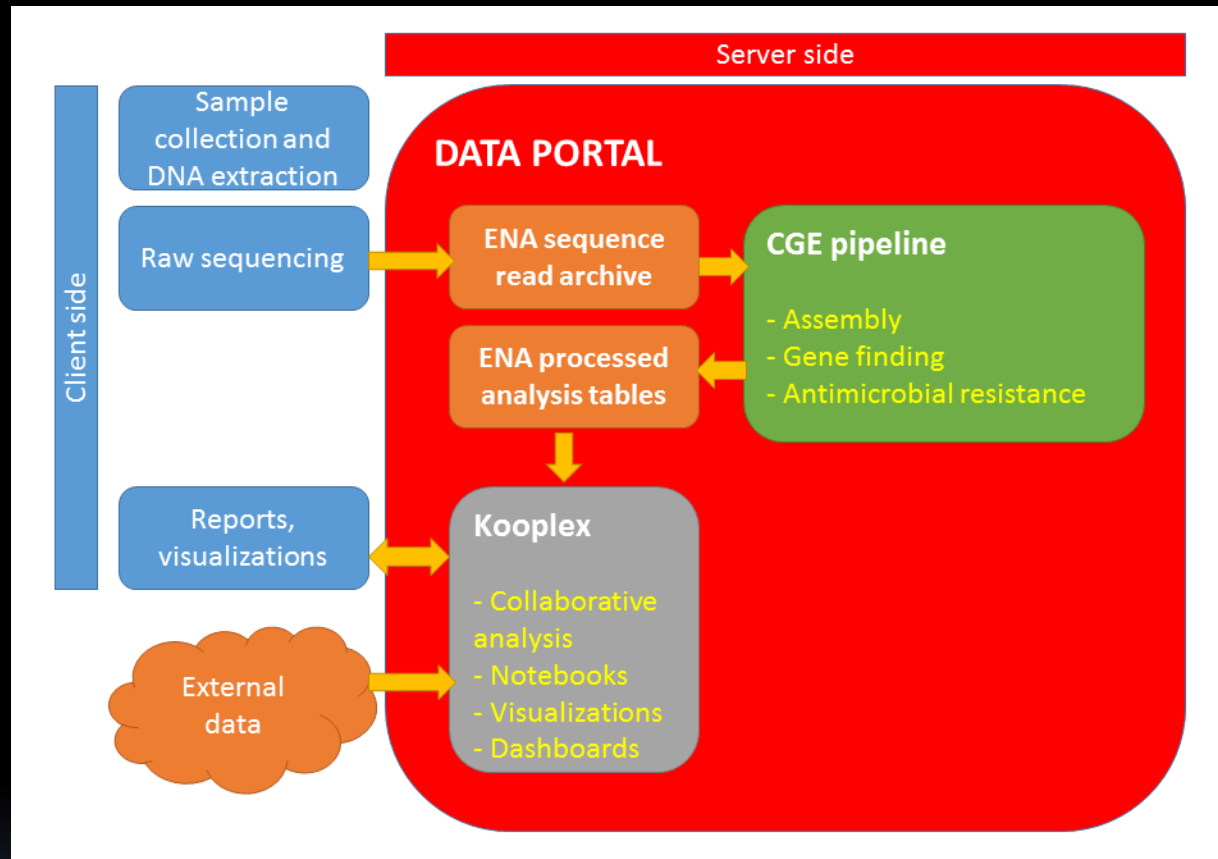 Server side
Client side
Sample
collection and
DNA extraction
DATA PORTAL
Raw sequencing
ENA sequence
read archive
CGE pipeline
- Assembly
- Gene finding
- Antimicrobial resistance
ENA processed
analysis tables
Reports,
visualizations
Kooplex
- Collaborative
analysis
- Notebooks
- Visualizations
- Dashboards
External
data